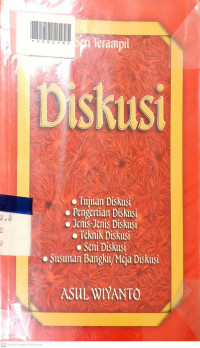 Seri Terampil
Diskusi
• Tujuan Diskusi
• Pengertian Diskusi
• Jenis-Jenis Diskusi
• Teknik Diskusi
• Seni Diskusi
• Susunan Bangku/Meja Diskusi
ASUL WIYANTO